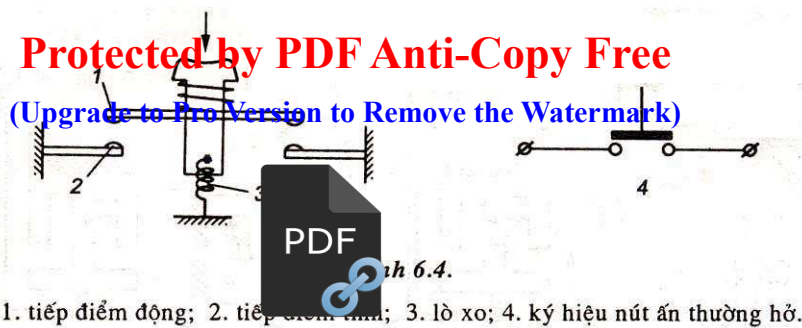 Protected by PDF Anti-Copy Free
1
(Upgrade to Pro Version to Remove the Watermark)
2
3
4
PDF
6.4.
1. tiếp điểm động; 2. 3. lò xo; 4. ký hiệu nút ấn thường hở.